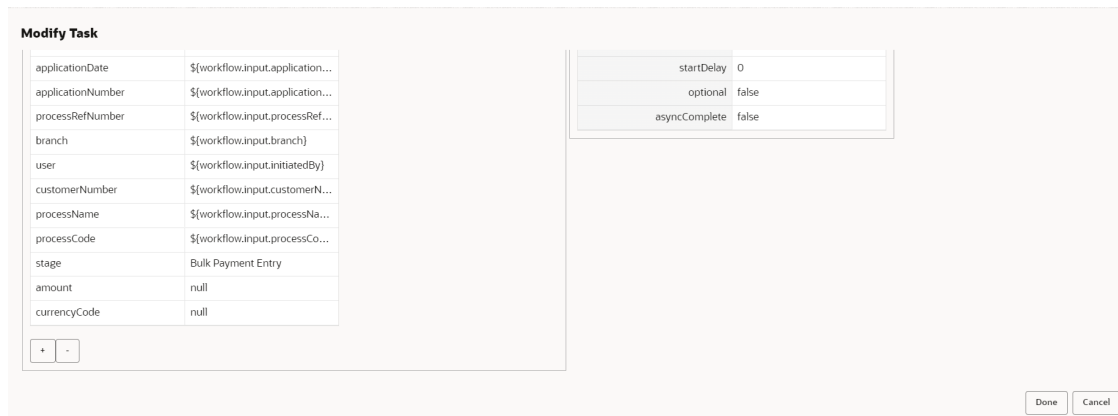 Modify Task
applicationDate ${workflow.input.application...
applicationNumber ${workflow.input.application...
processRefNumber ${workflow.input.processRef...
branch ${workflow.input.branch}
user ${workflow.input.initiatedBy}
customerNumber ${workflow.input.customerN...
processName ${workflow.input.processNa...
processCode ${workflow.input.processCo...
stage Bulk Payment Entry
amount null
currencyCode null
+ -
startDelay 0
optional false
asyncComplete false
Done Cancel